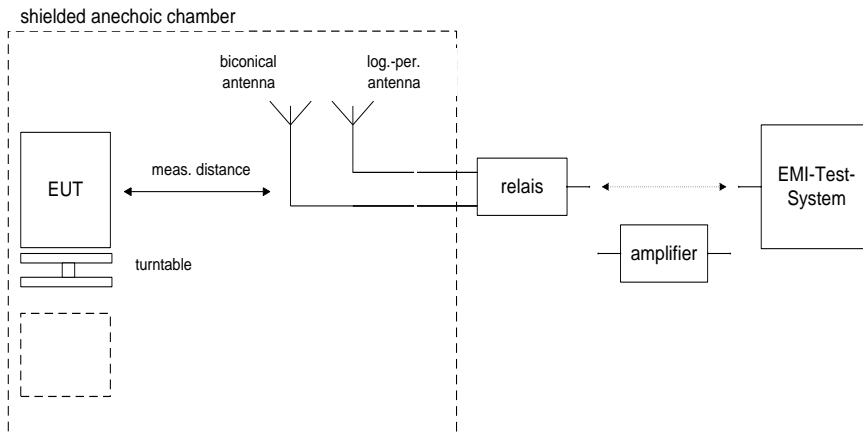 shielded anechoic chamber
biconical
antenna
log.-per.
antenna
EUT
meas. distance
relais
EMI-Test-
System
amplifier
turntable